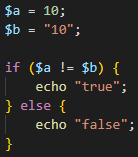 $a = 10;
$b = "10";
if ($a != $b) {
echo "true";
} else {
echo "false";
}